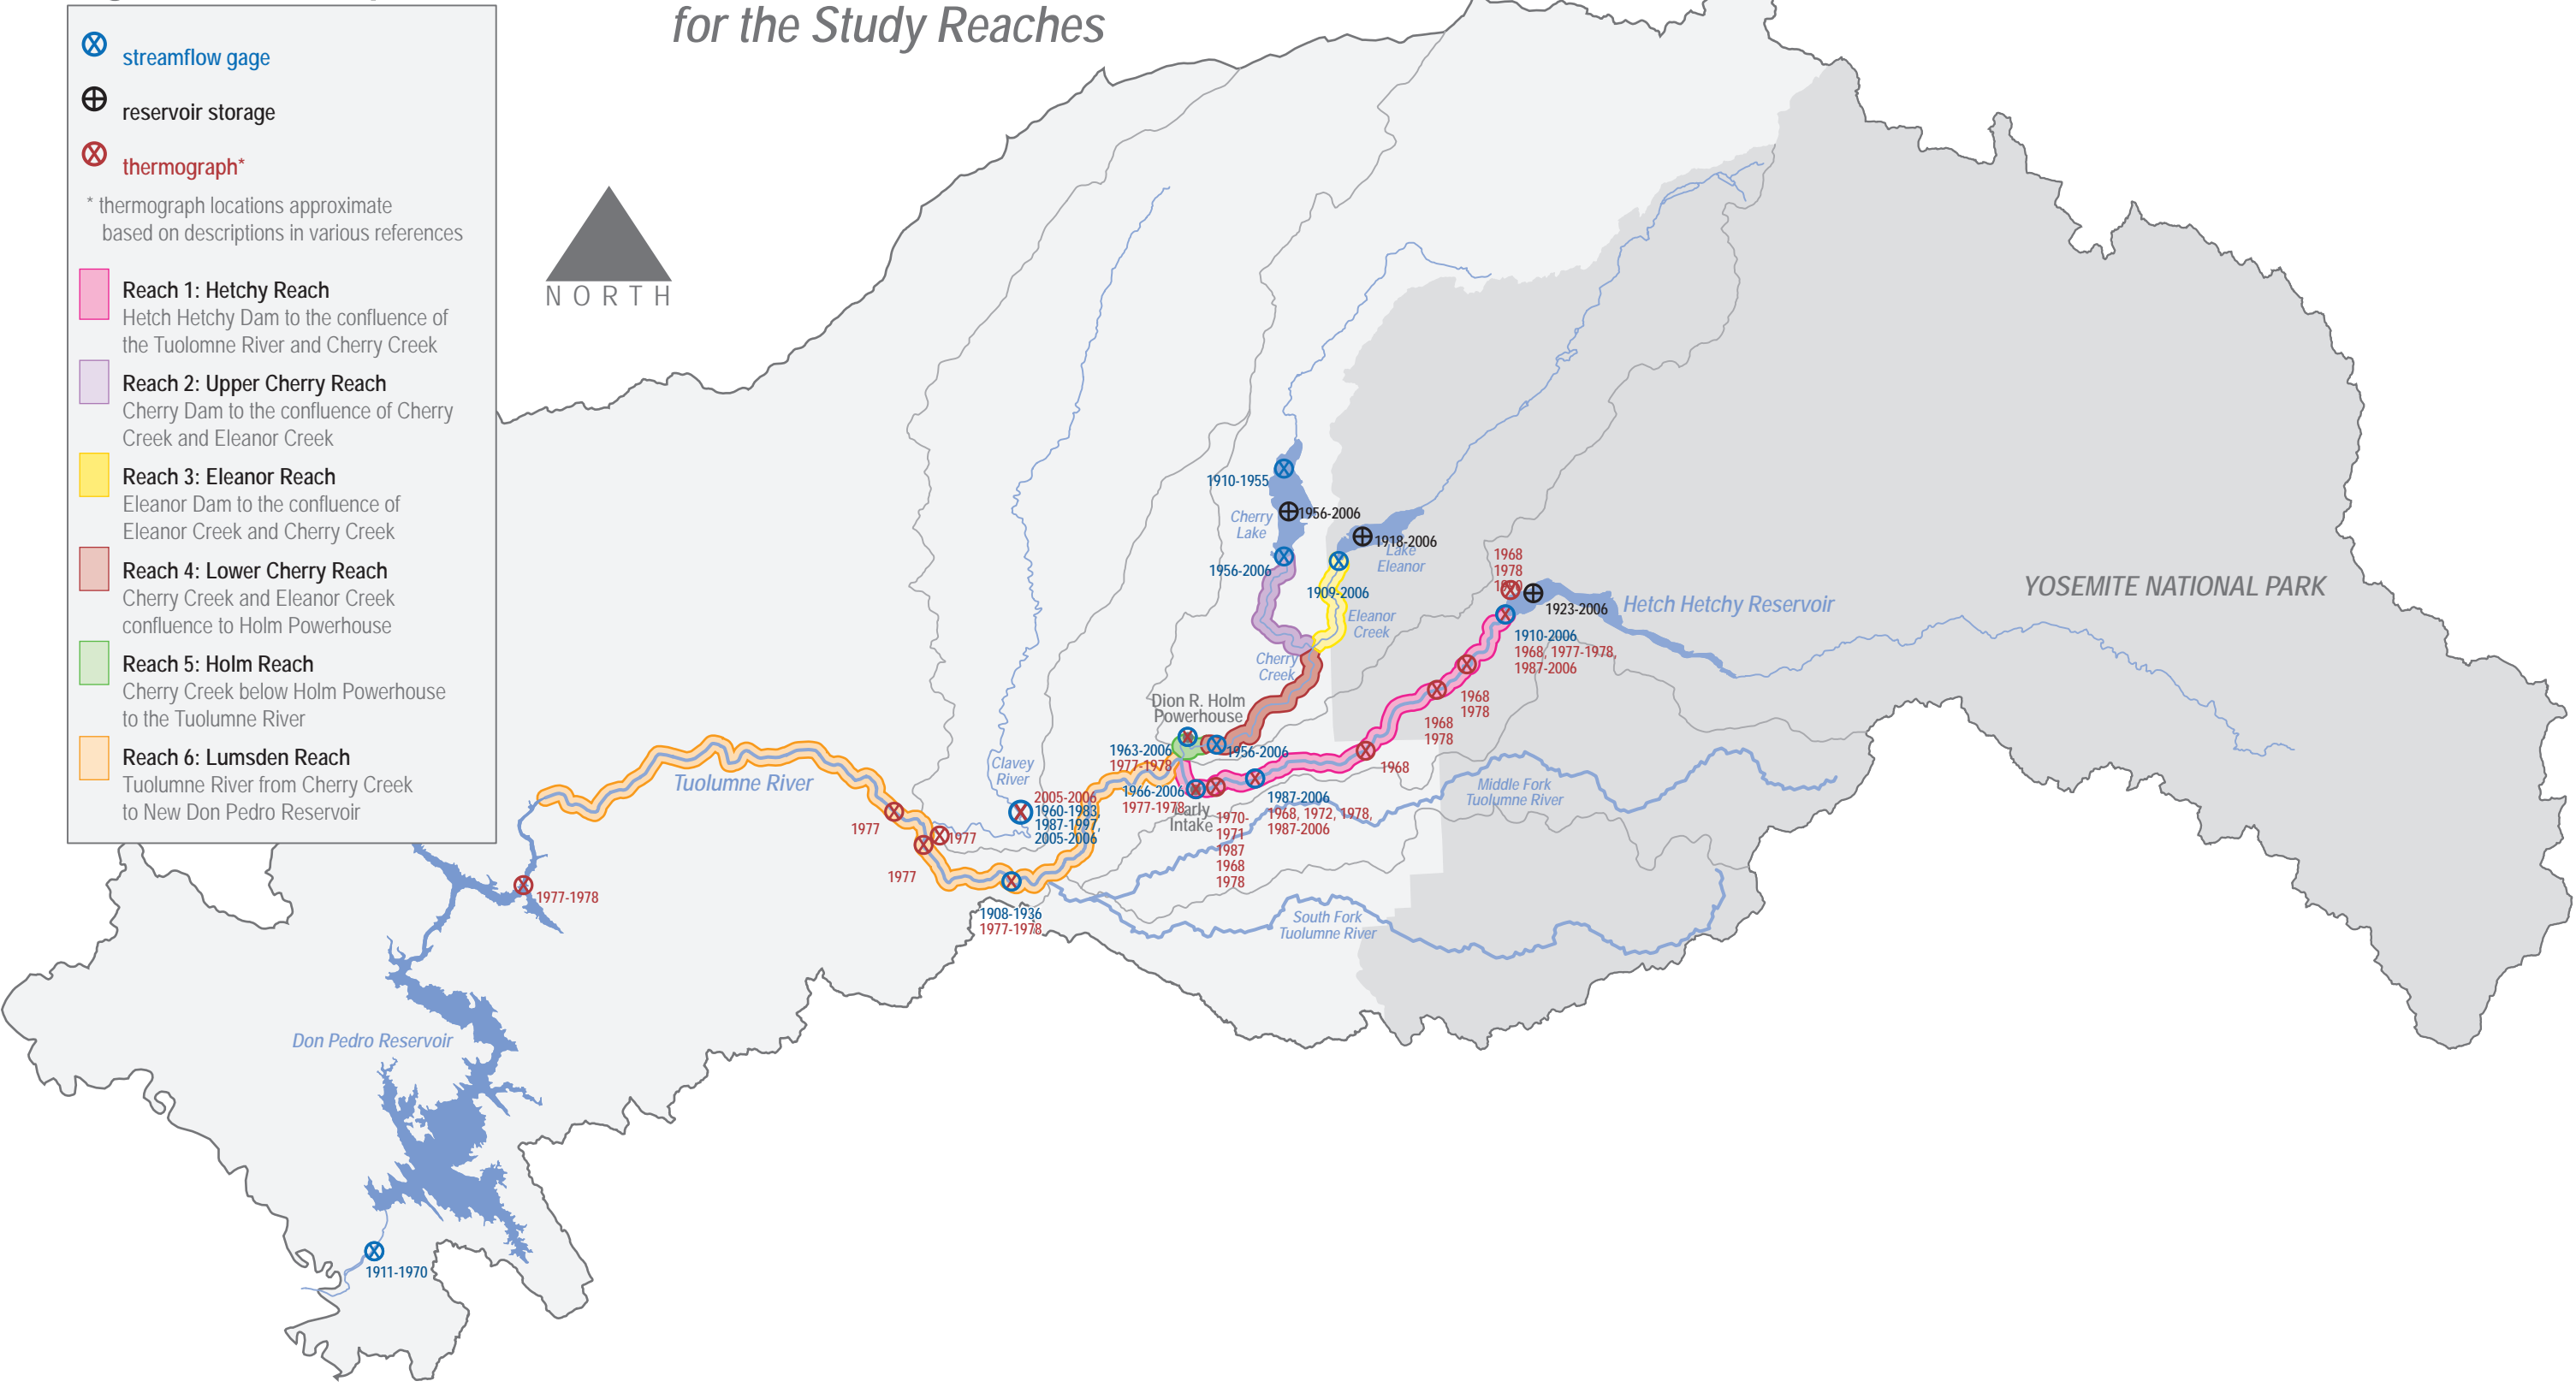 for the Study Reaches
streamflow gage
reservoir storage
thermograph*
* thermograph locations approximate
based on descriptions in various references
Reach 1: Hetchy Reach
Hetch Hetchy Dam to the confluence of
the Tuolomne River and Cherry Creek
Reach 2: Upper Cherry Reach
Cherry Dam to the confluence of Cherry
Creek and Eleanor Creek
Reach 3: Eleanor Reach
Eleanor Dam to the confluence of
Eleanor Creek and Cherry Creek
Reach 4: Lower Cherry Reach
Cherry Creek and Eleanor Creek
confluence to Holm Powerhouse
Reach 5: Holm Reach
Cherry Creek below Holm Powerhouse
to the Tuolumne River
Reach 6: Lumsden Reach
Tuolumne River from Cherry Creek
to New Don Pedro Reservoir
NORTH
1910-1955
Cherry
Lake
1956-2006
1956-2006
1918-2006
Lake
Eleanor
1909-2006
Eleanor
Creek
Cherry
Creek
1968
1978
1923-2006
Hetch Hetchy Reservoir
YOSEMITE NATIONAL PARK
1910-2006
1968, 1977-1978,
1987-2006
1968
1978
1968
1978
1968
Dion R. Holm
Powerhouse
1963-2006
1977-1978
1956-2006
1966-2006
1977-1978
Early
Intake
1970-
1971
1987
1968
1978
1987-2006
1968, 1972, 1978,
1987-2006
Middle Fork
Tuolumne River
South Fork
Tuolumne River
Clavey
River
2005-2006
1960-1983,
1987-1997,
2005-2006
Tuolumne River
1977
1977
1977
1908-1936
1977-1978
1977-1978
Don Pedro Reservoir
1911-1970